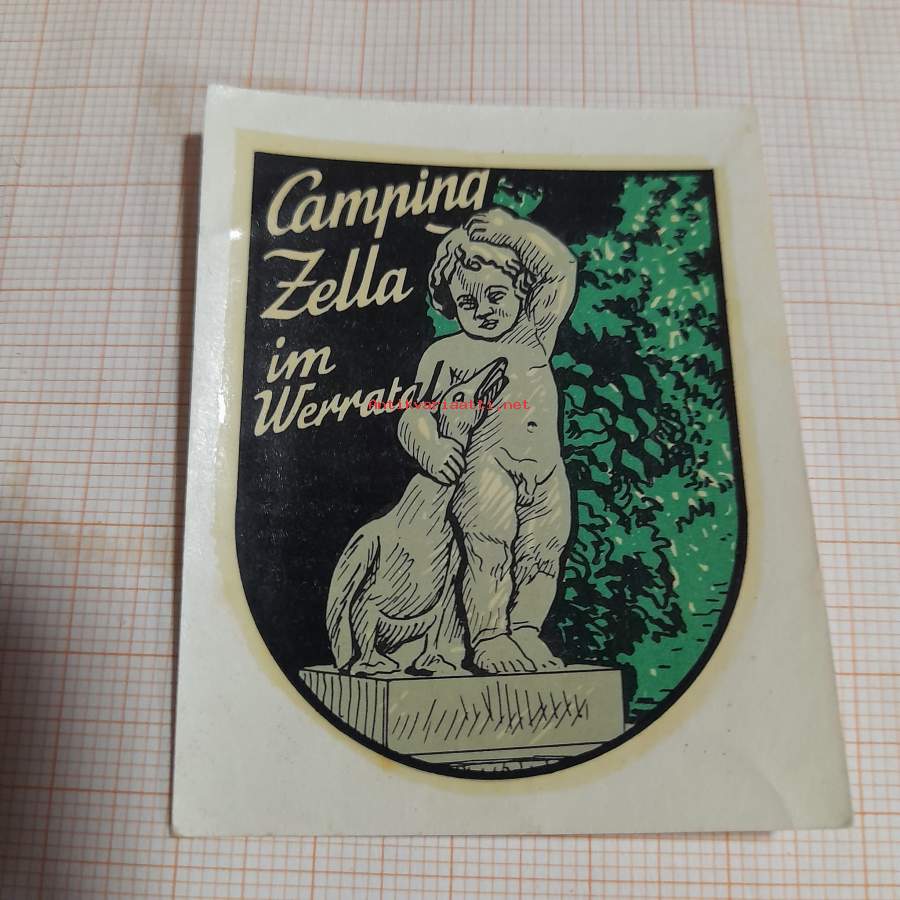 Camping
Zella
im
Werratal
Antikvariaatti.net